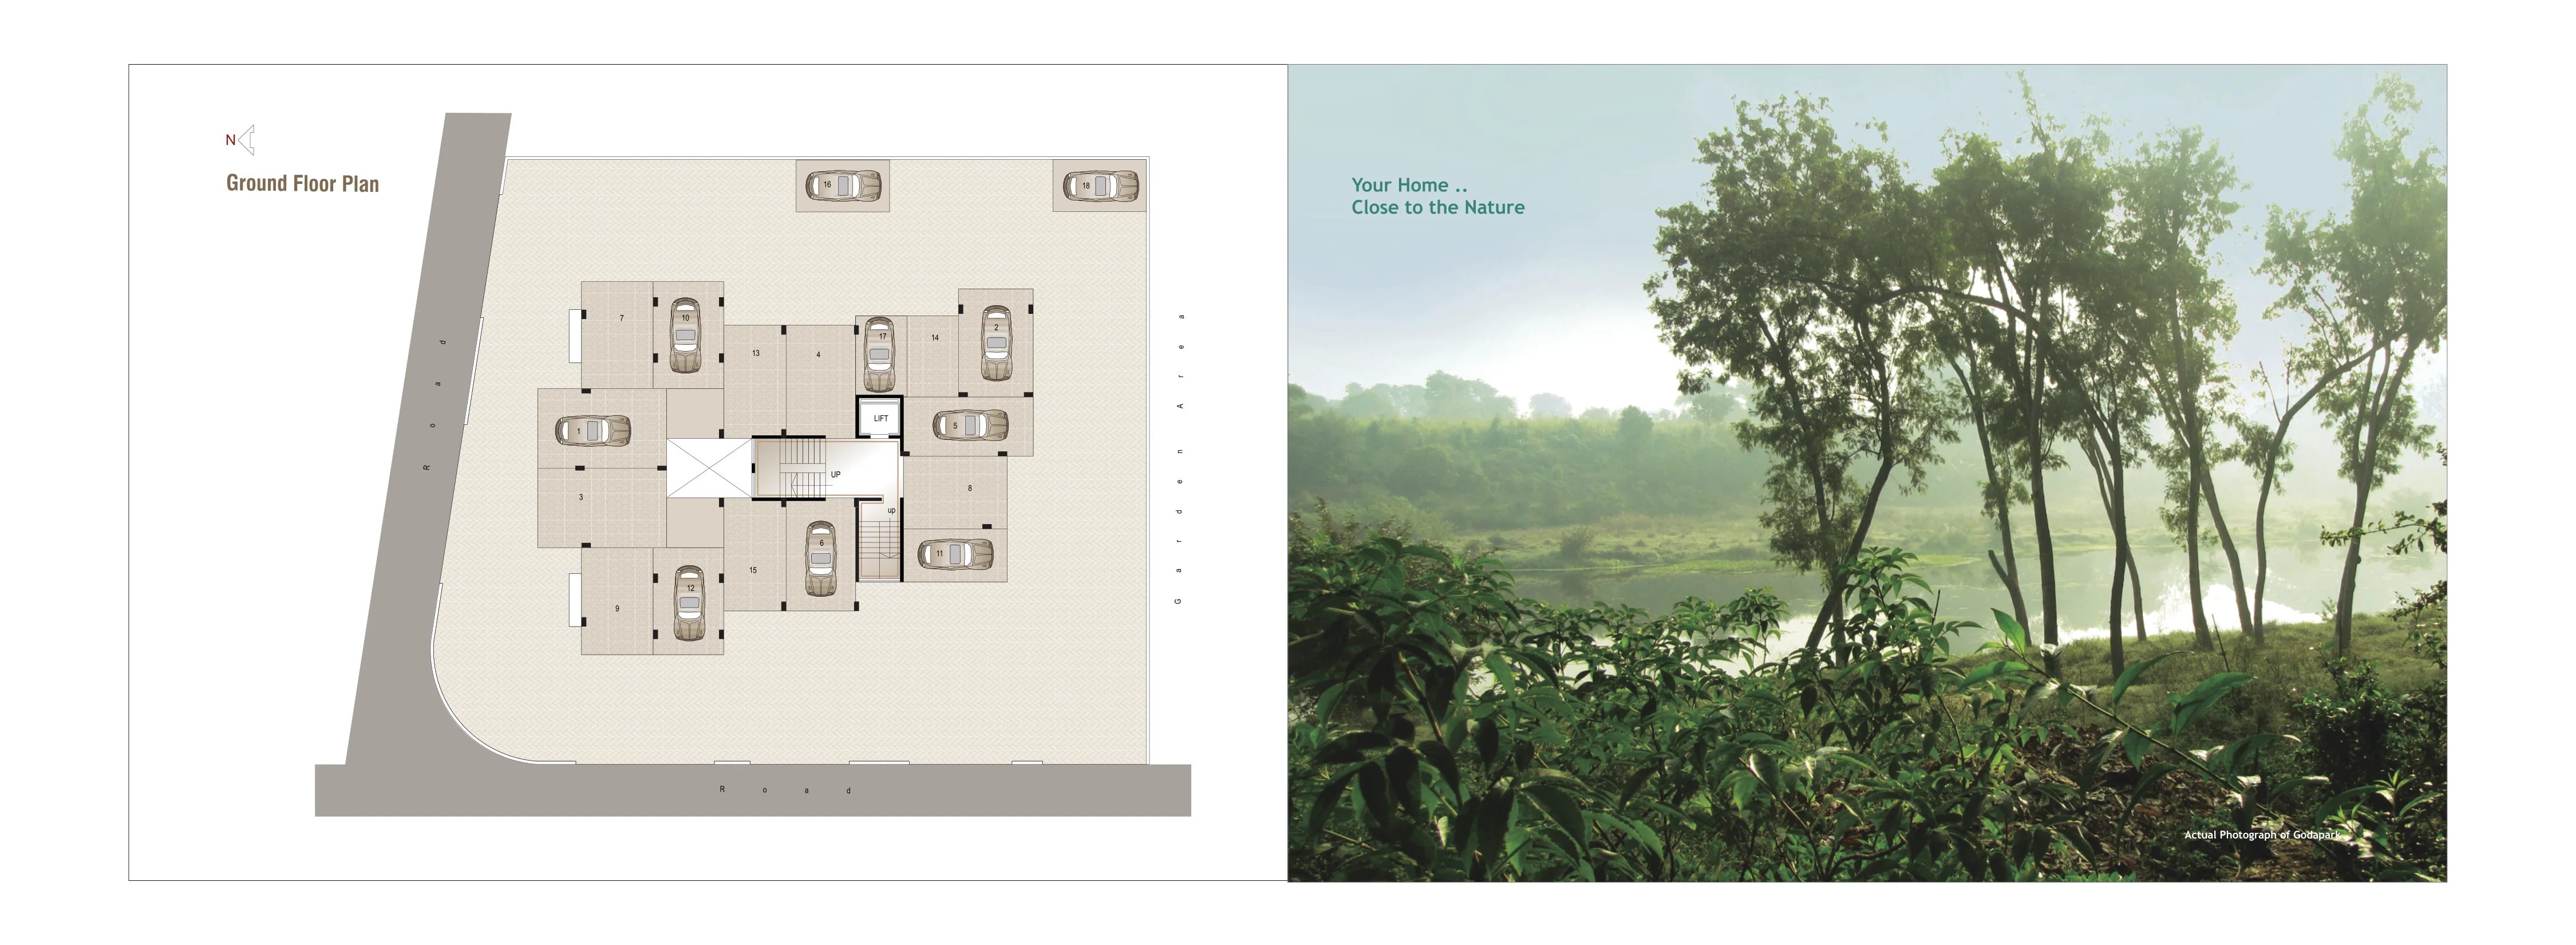 N
Ground Floor Plan
16
18
7
10
13
4
17
14
2
LIFT
1
5
3
UP
8
up
6
11
15
12
9
Road
Road
Garden Area
Your Home ..
Close to the Nature
Actual Photograph of Godapark